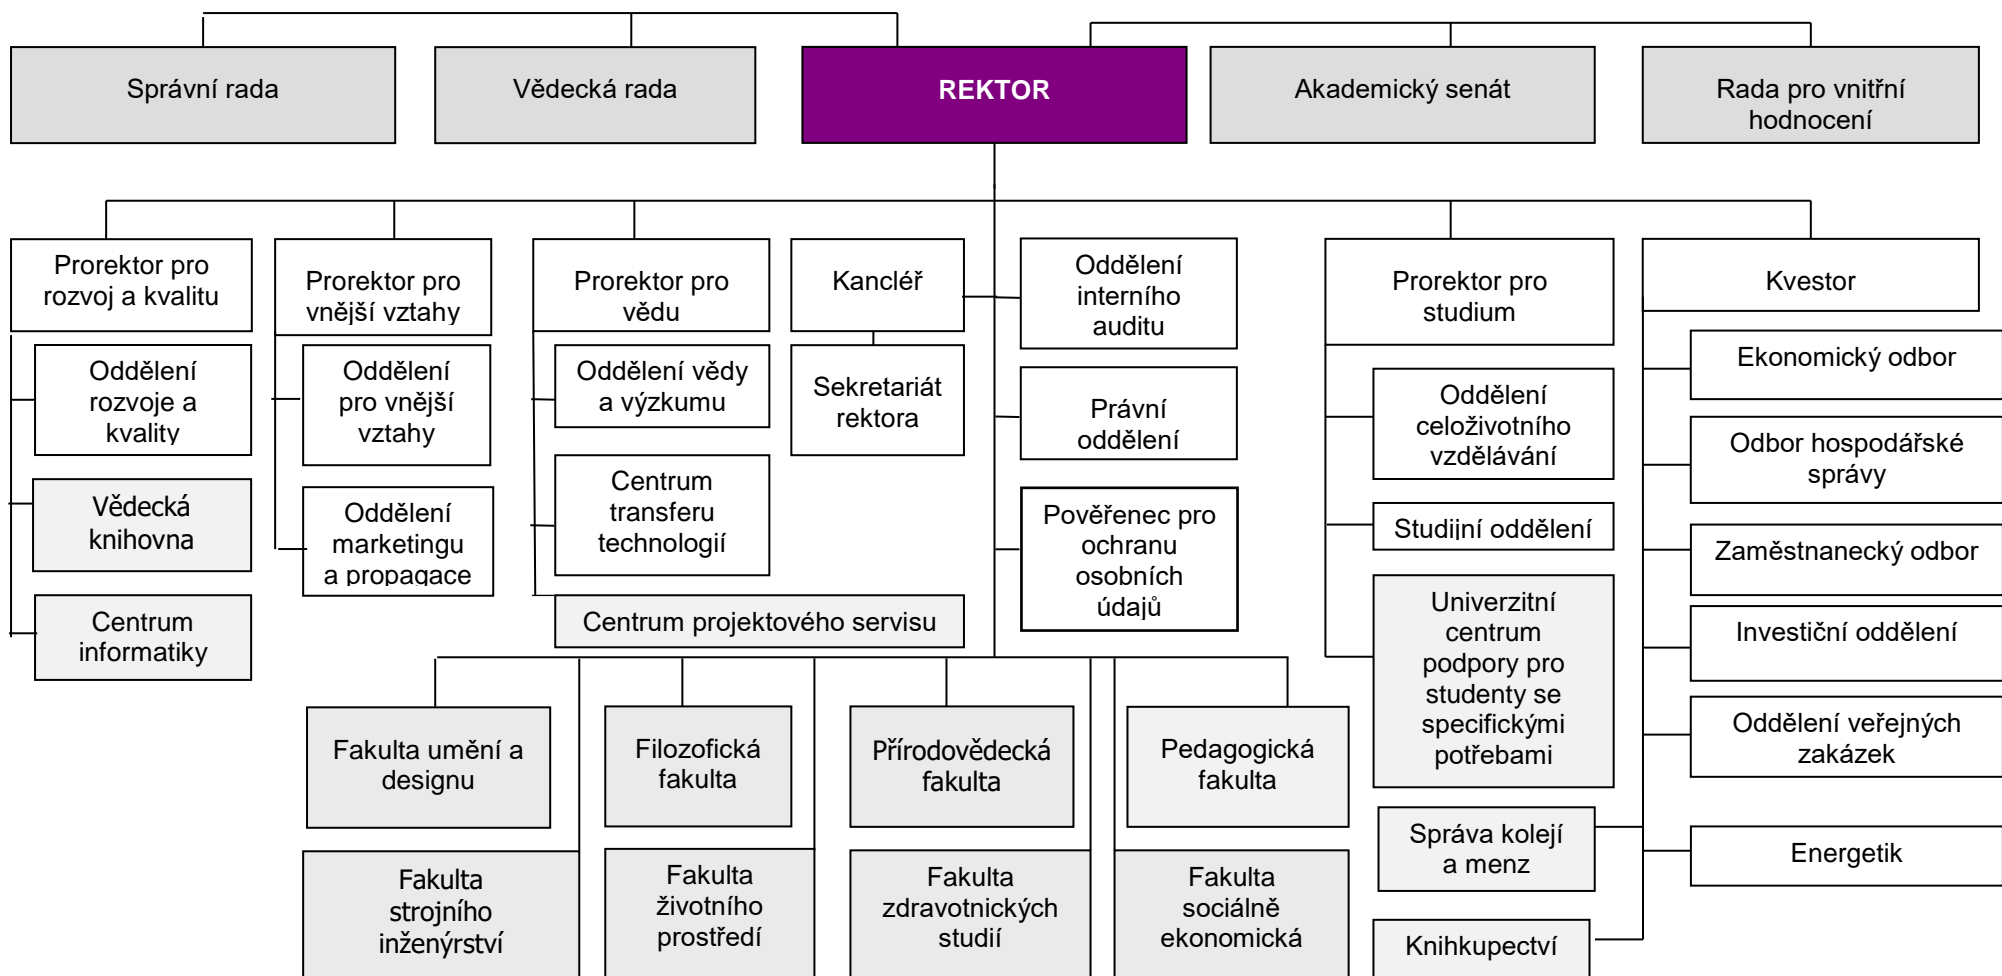 Správní rada
Vědecká rada
REKTOR
Akademický senát
Rada pro vnitřní
hodnocení
Prorektor pro
rozvoj a kvalitu
Prorektor pro
vnější vztahy
Prorektor pro
vědu
Kancléř
Oddělení
interního
auditu
Prorektor pro
studium
Kvestor
Oddělení
rozvoje a
kvality
Oddělení
pro vnější
vztahy
Oddělení vědy
a výzkumu
Sekretariát
rektora
Právní
oddělení
Oddělení
celoživotního
vzdělávání
Ekonomický odbor
Odbor hospodářské
správy
Vědecká
knihovna
Oddělení
marketingu
a propagace
Centrum
transferu
technologií
Pověřenec pro
ochranu
osobních
údajů
Studijní oddělení
Zaměstnanecký odbor
Centrum
informatiky
Centrum projektového servisu
Univerzitní
centrum
podpory pro
studenty se
specifickými
potřebami
Investiční oddělení
Oddělení veřejných
zakázek
Fakulta umění a
designu
Filozofická
fakulta
Přírodovědecká
fakulta
Pedagogická
fakulta
Správa kolejí
a menz
Energetik
Fakulta
strojního
inženýrství
Fakulta
životního
prostředí
Fakulta
zdravotnických
studií
Fakulta
sociálně
ekonomická
Knihkupectví